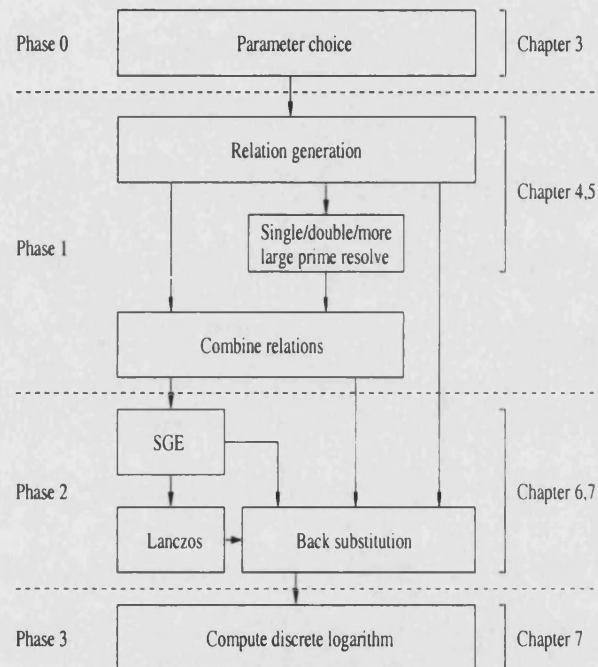 Phase 0
Parameter choice
Chapter 3
Relation generation
Chapter 4,5
Single/double/more
large prime resolve
Phase 1
Combine relations
SGE
Phase 2
Chapter 6,7
Lanczos
Back substitution
Phase 3
Compute discrete logarithm
Chapter 7